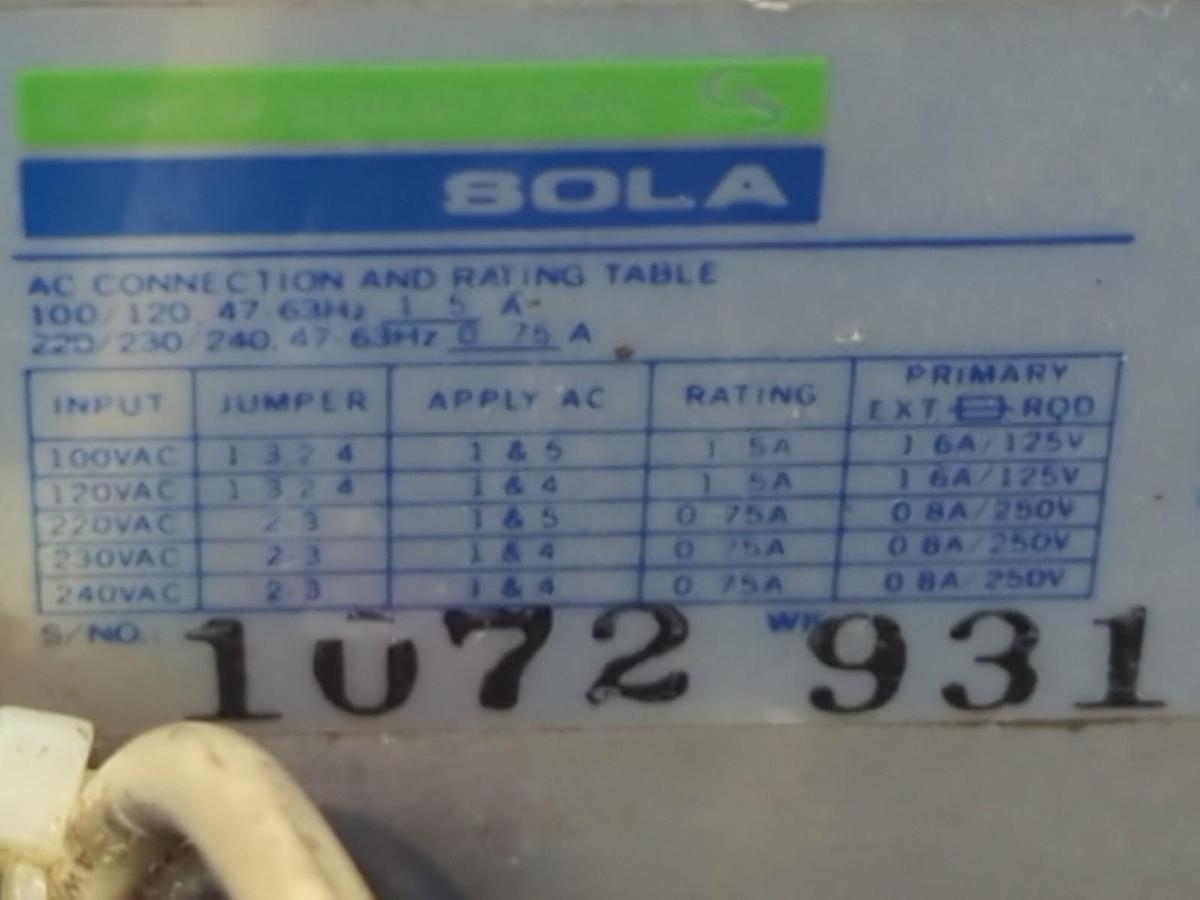 SOLA
AC CONNECTION AND RATING TABLE
100/120, 47-63Hz 1.5 A
220/230/240, 47-63Hz 0.75 A
INPUT JUMPER APPLY AC RATING PRIMARY EXT. RQD
100VAC 1-3 2-4 1 & 5 1.5A 1.6A/125V
120VAC 1-3 2-4 1 & 4 1.5A 1.6A/125V
220VAC 2-3 1 & 5 0.75A 0.8A/250V
230VAC 2-3 1 & 4 0.75A 0.8A/250V
240VAC 2-3 1 & 4 0.75A 0.8A/250V
S/NO.: 1072 WK 931